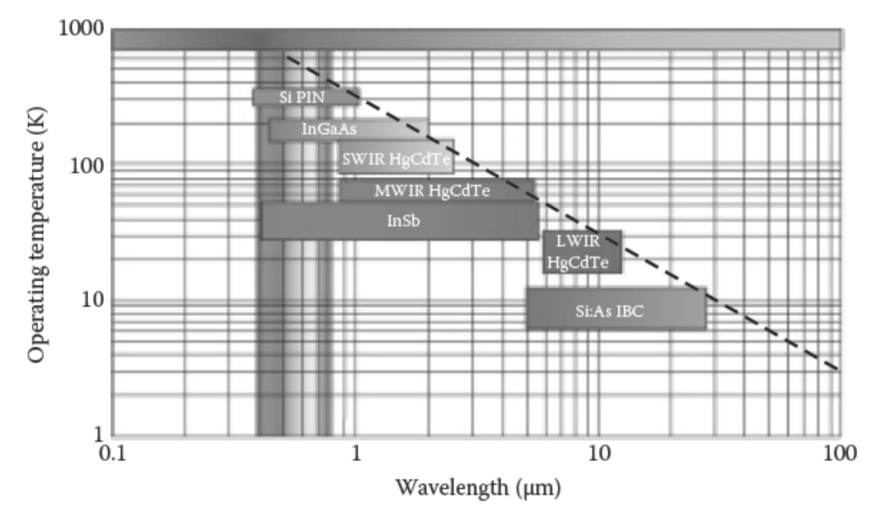 1000
100
10
1
Operating temperature (K)
Si PIN
InGaAs
SWIR HgCdTe
MWIR HgCdTe
InSb
LWIR
HgCdTe
Si:As IBC
0.1
1
10
100
Wavelength (μm)